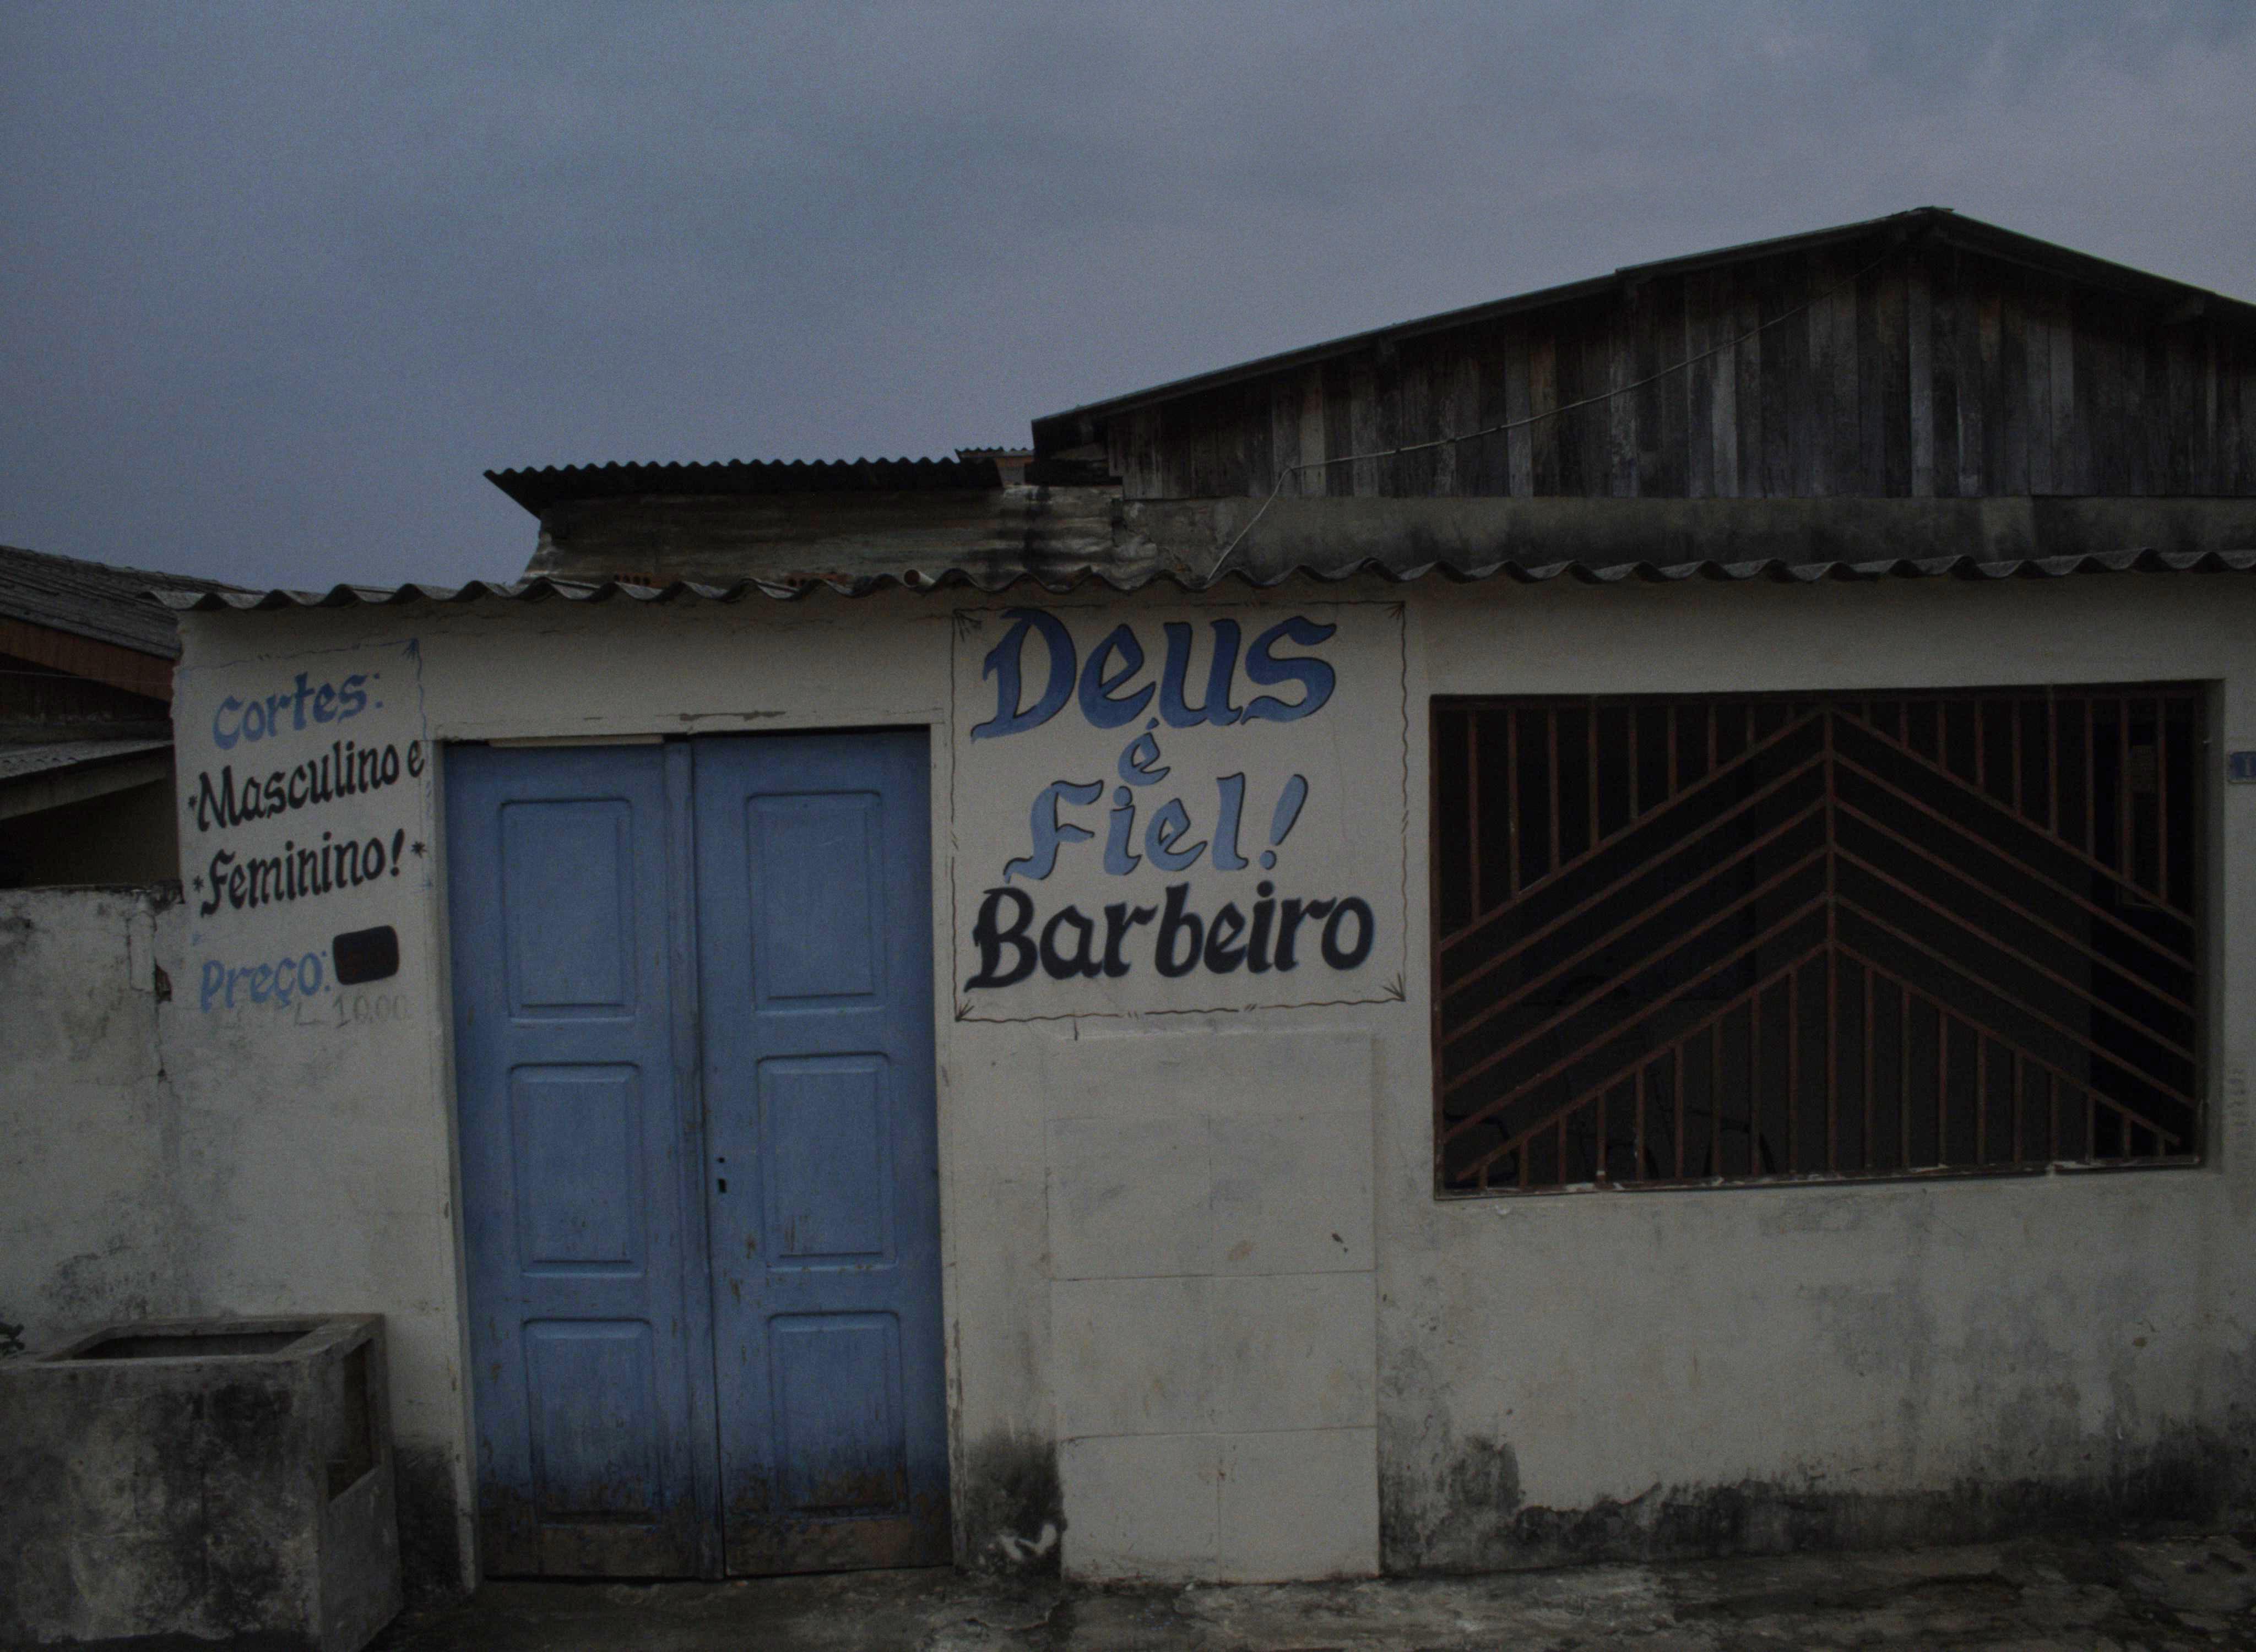 Cortes:
*Masculino e
*Feminino!*
Preço:
10,00
Deus
é
Fiel!
Barbeiro